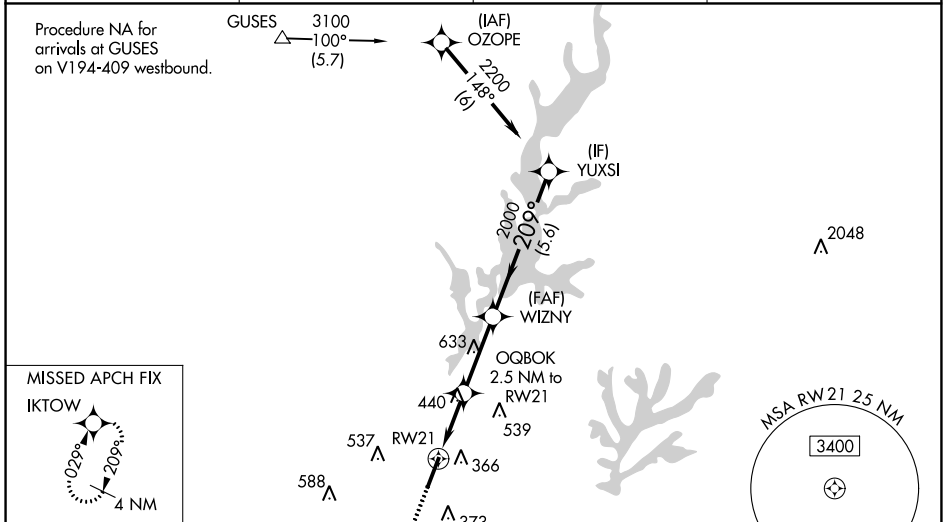 Procedure NA for
arrivals at GUSES
on V194-409 westbound.
GUSES
3100
100°
(5.7)
(IAF)
OZOPE
2200
148°
(6)
(IF)
YUXSI
2000
209°
(5.6)
2048
(FAF)
WIZNY
633
OQBOK
2.5 NM to
RW21
440
539
537
RW21
366
588
373
MISSED APCH FIX
IKTOW
029°
209°
4 NM
MSA RW21 25 NM
3400